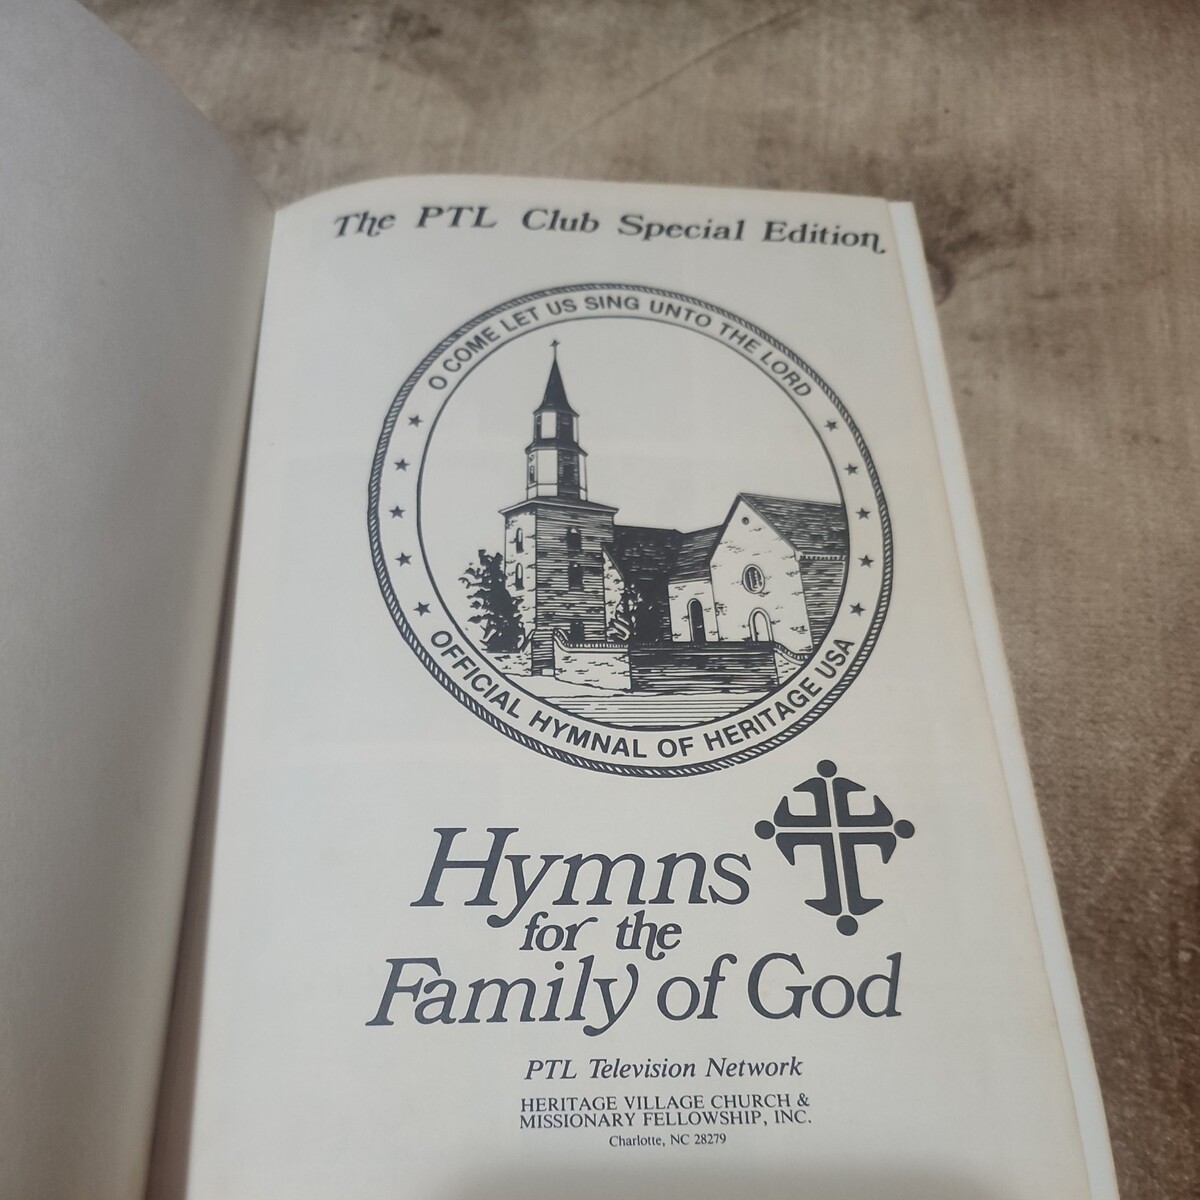 The PTL Club Special Edition
O COME LET US SING UNTO THE LORD
OFFICIAL HYMNAL OF HERITAGE USA
Hymns
for the
Family of God
PTL Television Network
HERITAGE VILLAGE CHURCH &
MISSIONARY FELLOWSHIP, INC.
Charlotte, NC 28279